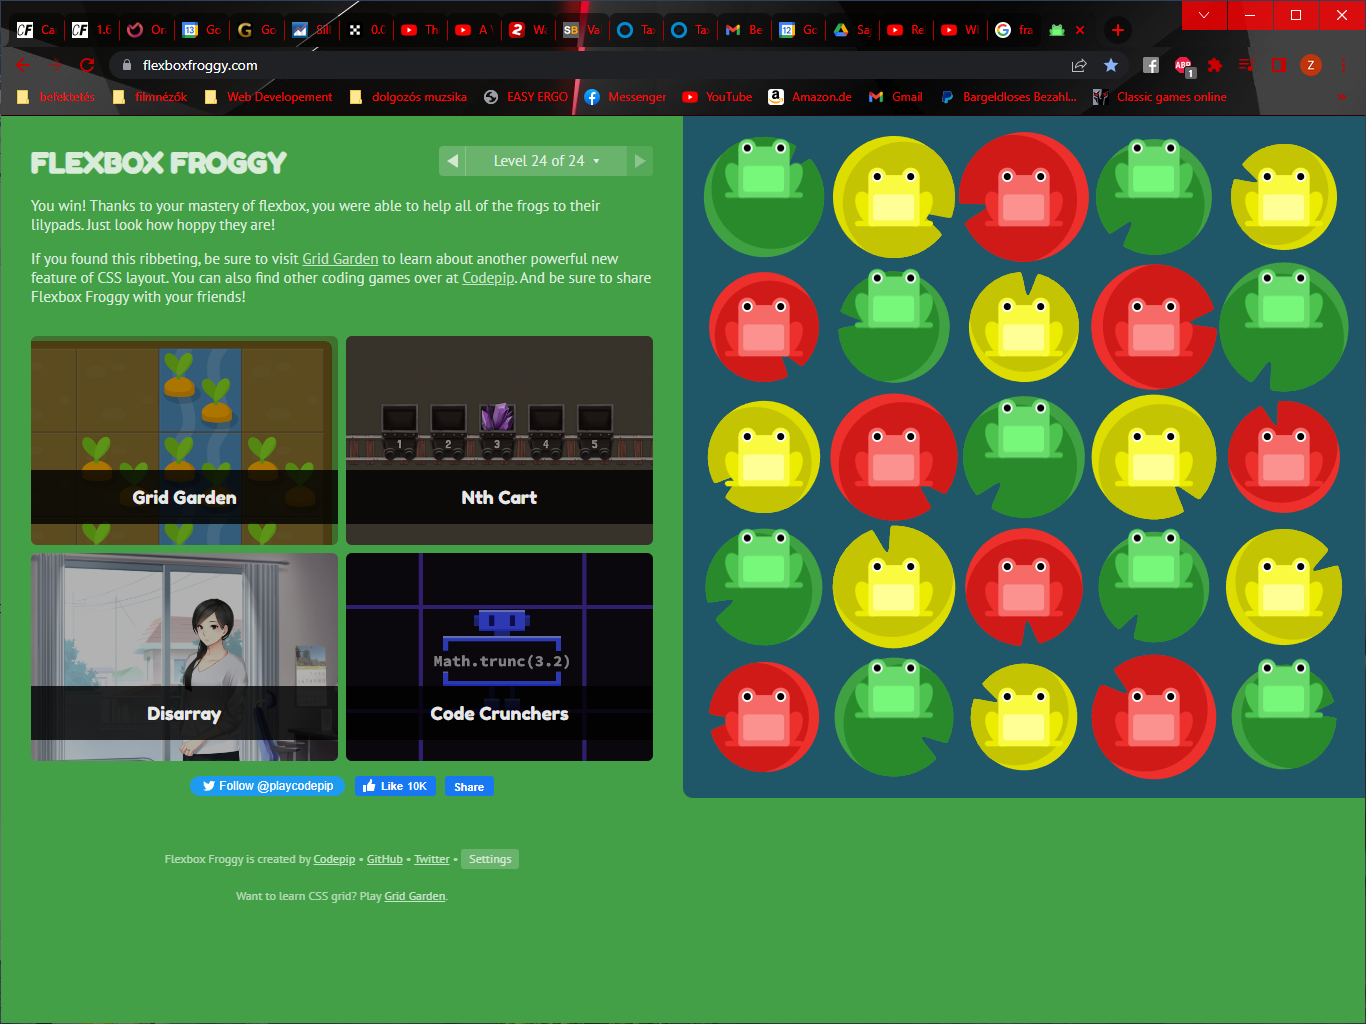 Ca
1.6
On
Go
Go
Sil
0.0
Th
A \
Wa
Va
Ta
Ta
Be
Go
Sa
Re
WI
fra
flexboxfroggy.com
ABP
1
Z
befektetés
filmnézők
Web Developement
dolgozós muzsika
EASY ERGO
Messenger
YouTube
Amazon.de
Gmail
Bargeldloses Bezahl...
Classic games online
FLEXBOX FROGGY
Level 24 of 24
You win! Thanks to your mastery of flexbox, you were able to help all of the frogs to their
lilypads. Just look how hoppy they are!
If you found this ribbeting, be sure to visit Grid Garden to learn about another powerful new
feature of CSS layout. You can also find other coding games over at Codepip. And be sure to share
Flexbox Froggy with your friends!
1 2 3 4 5
Grid Garden
Nth Cart
Math.trunc(3.2)
Disarray
Code Crunchers
Follow @playcodepip
Like 10K
Share
Flexbox Froggy is created by Codepip • GitHub • Twitter • Settings
Want to learn CSS grid? Play Grid Garden.